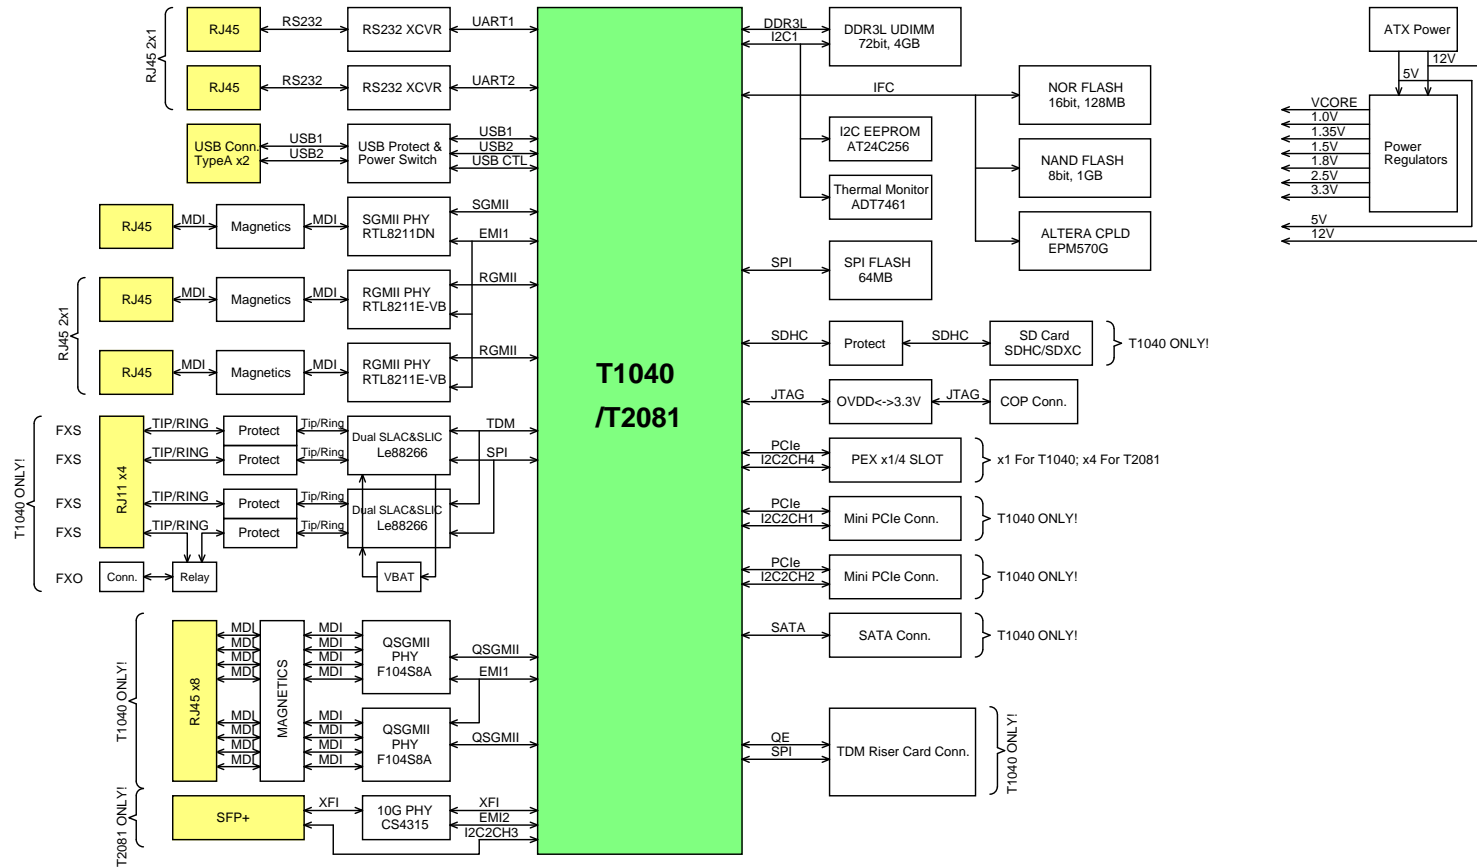 RJ45 2x1
RJ45
RS232
RS232 XCVR
UART1
RJ45
RS232
RS232 XCVR
UART2
USB Conn.
TypeA x2
USB1
USB2
USB Protect &
Power Switch
USB1
USB2
USB CTL
RJ45
MDI
Magnetics
MDI
SGMII PHY
RTL8211DN
SGMII
EMI1
RJ45 2x1
RJ45
MDI
Magnetics
MDI
RGMII PHY
RTL8211E-VB
RGMII
RJ45
MDI
Magnetics
MDI
RGMII PHY
RTL8211E-VB
RGMII
T1040 ONLY!
FXS
FXS
FXS
FXS
FXO
RJ11 x4
TIP/RING
Protect
Tip/Ring
TIP/RING
Protect
Tip/Ring
Dual SLAC&SLIC
Le88266
TDM
SPI
TIP/RING
Protect
Tip/Ring
TIP/RING
Protect
Tip/Ring
Dual SLAC&SLIC
Le88266
Conn.
Relay
VBAT
T1040 ONLY!
RJ45 x8
MDI
MDI
MDI
MDI
MDI
MDI
MDI
MDI
MAGNETICS
MDI
MDI
MDI
MDI
MDI
MDI
MDI
MDI
QSGMII
PHY
F104S8A
QSGMII
EMI1
QSGMII
PHY
F104S8A
QSGMII
T2081 ONLY!
SFP+
XFI
10G PHY
CS4315
XFI
EMI2
I2C2CH3
T1040
/T2081
DDR3L
I2C1
DDR3L UDIMM
72bit, 4GB
IFC
NOR FLASH
16bit, 128MB
I2C EEPROM
AT24C256
NAND FLASH
8bit, 1GB
Thermal Monitor
ADT7461
ALTERA CPLD
EPM570G
SPI
SPI FLASH
64MB
SDHC
Protect
SDHC
SD Card
SDHC/SDXC
T1040 ONLY!
JTAG
OVDD<->3.3V
JTAG
COP Conn.
PCIe
I2C2CH4
PEX x1/4 SLOT
x1 For T1040; x4 For T2081
PCIe
I2C2CH1
Mini PCIe Conn.
T1040 ONLY!
PCIe
I2C2CH2
Mini PCIe Conn.
T1040 ONLY!
SATA
SATA Conn.
T1040 ONLY!
QE
SPI
TDM Riser Card Conn.
T1040 ONLY!
ATX Power
12V
5V
Power
Regulators
VCORE
1.0V
1.35V
1.5V
1.8V
2.5V
3.3V
5V
12V